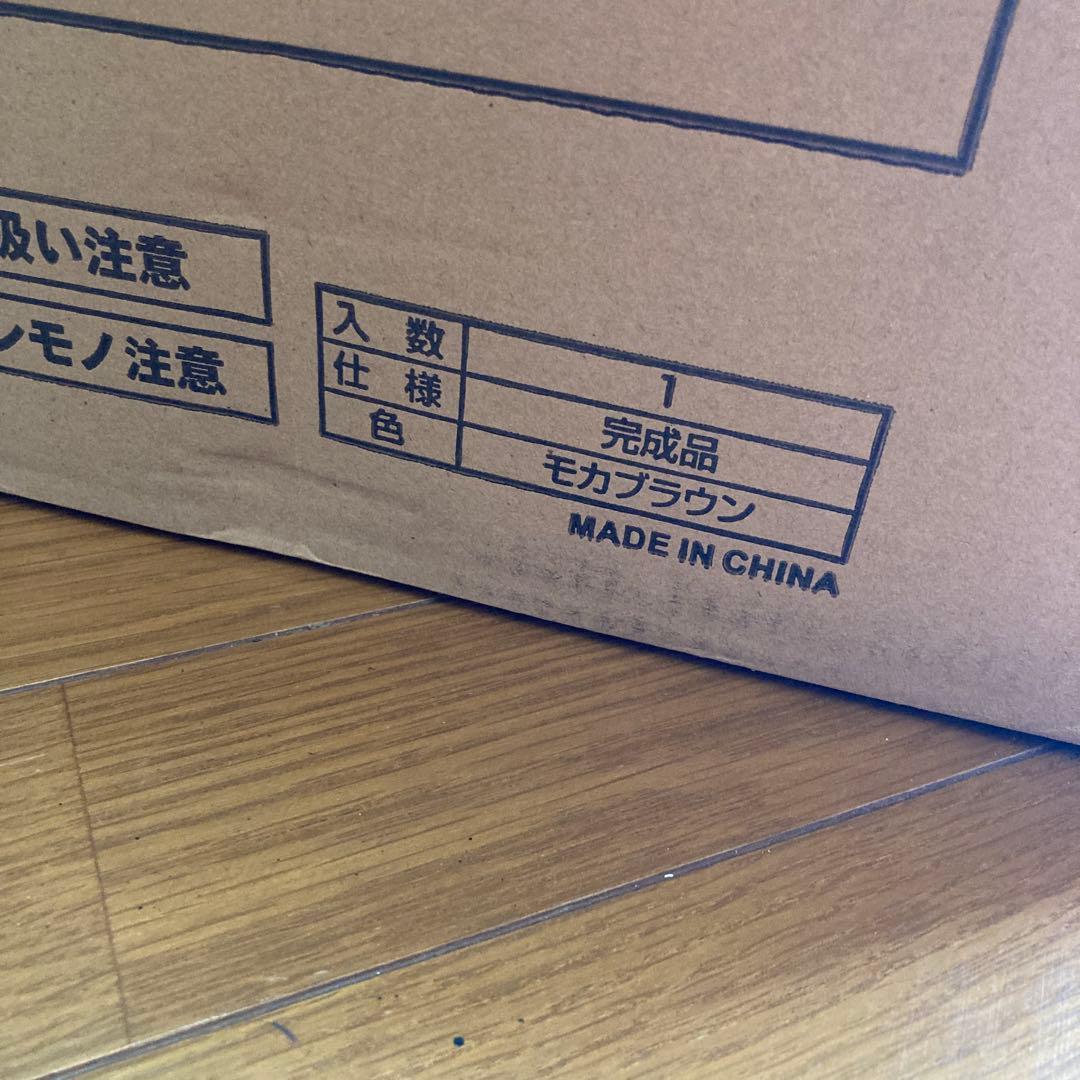 吸い注意
ンモノ注意
入数 1
仕様 完成品
色 モカブラウン
MADE IN CHINA